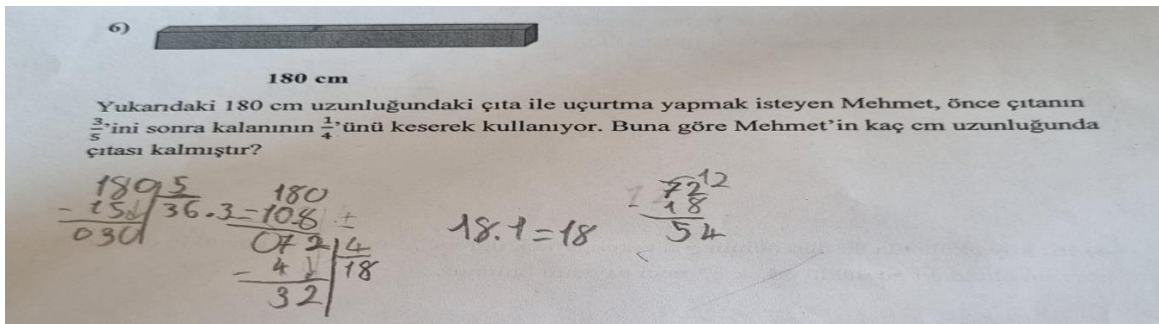 6)
180 cm
Yukarıdaki 180 cm uzunluğundaki çıta ile uçurtma yapmak isteyen Mehmet, önce çıtanın
3/5'ini sonra kalanının 1/4'ünü keserek kullanıyor. Buna göre Mehmet'in kaç cm uzunluğunda
çıtası kalmıştır?
180 5
- 15 36.3=108
030
180
108
072 4
- 4 18
32
18.1=18
12
72
- 18
54